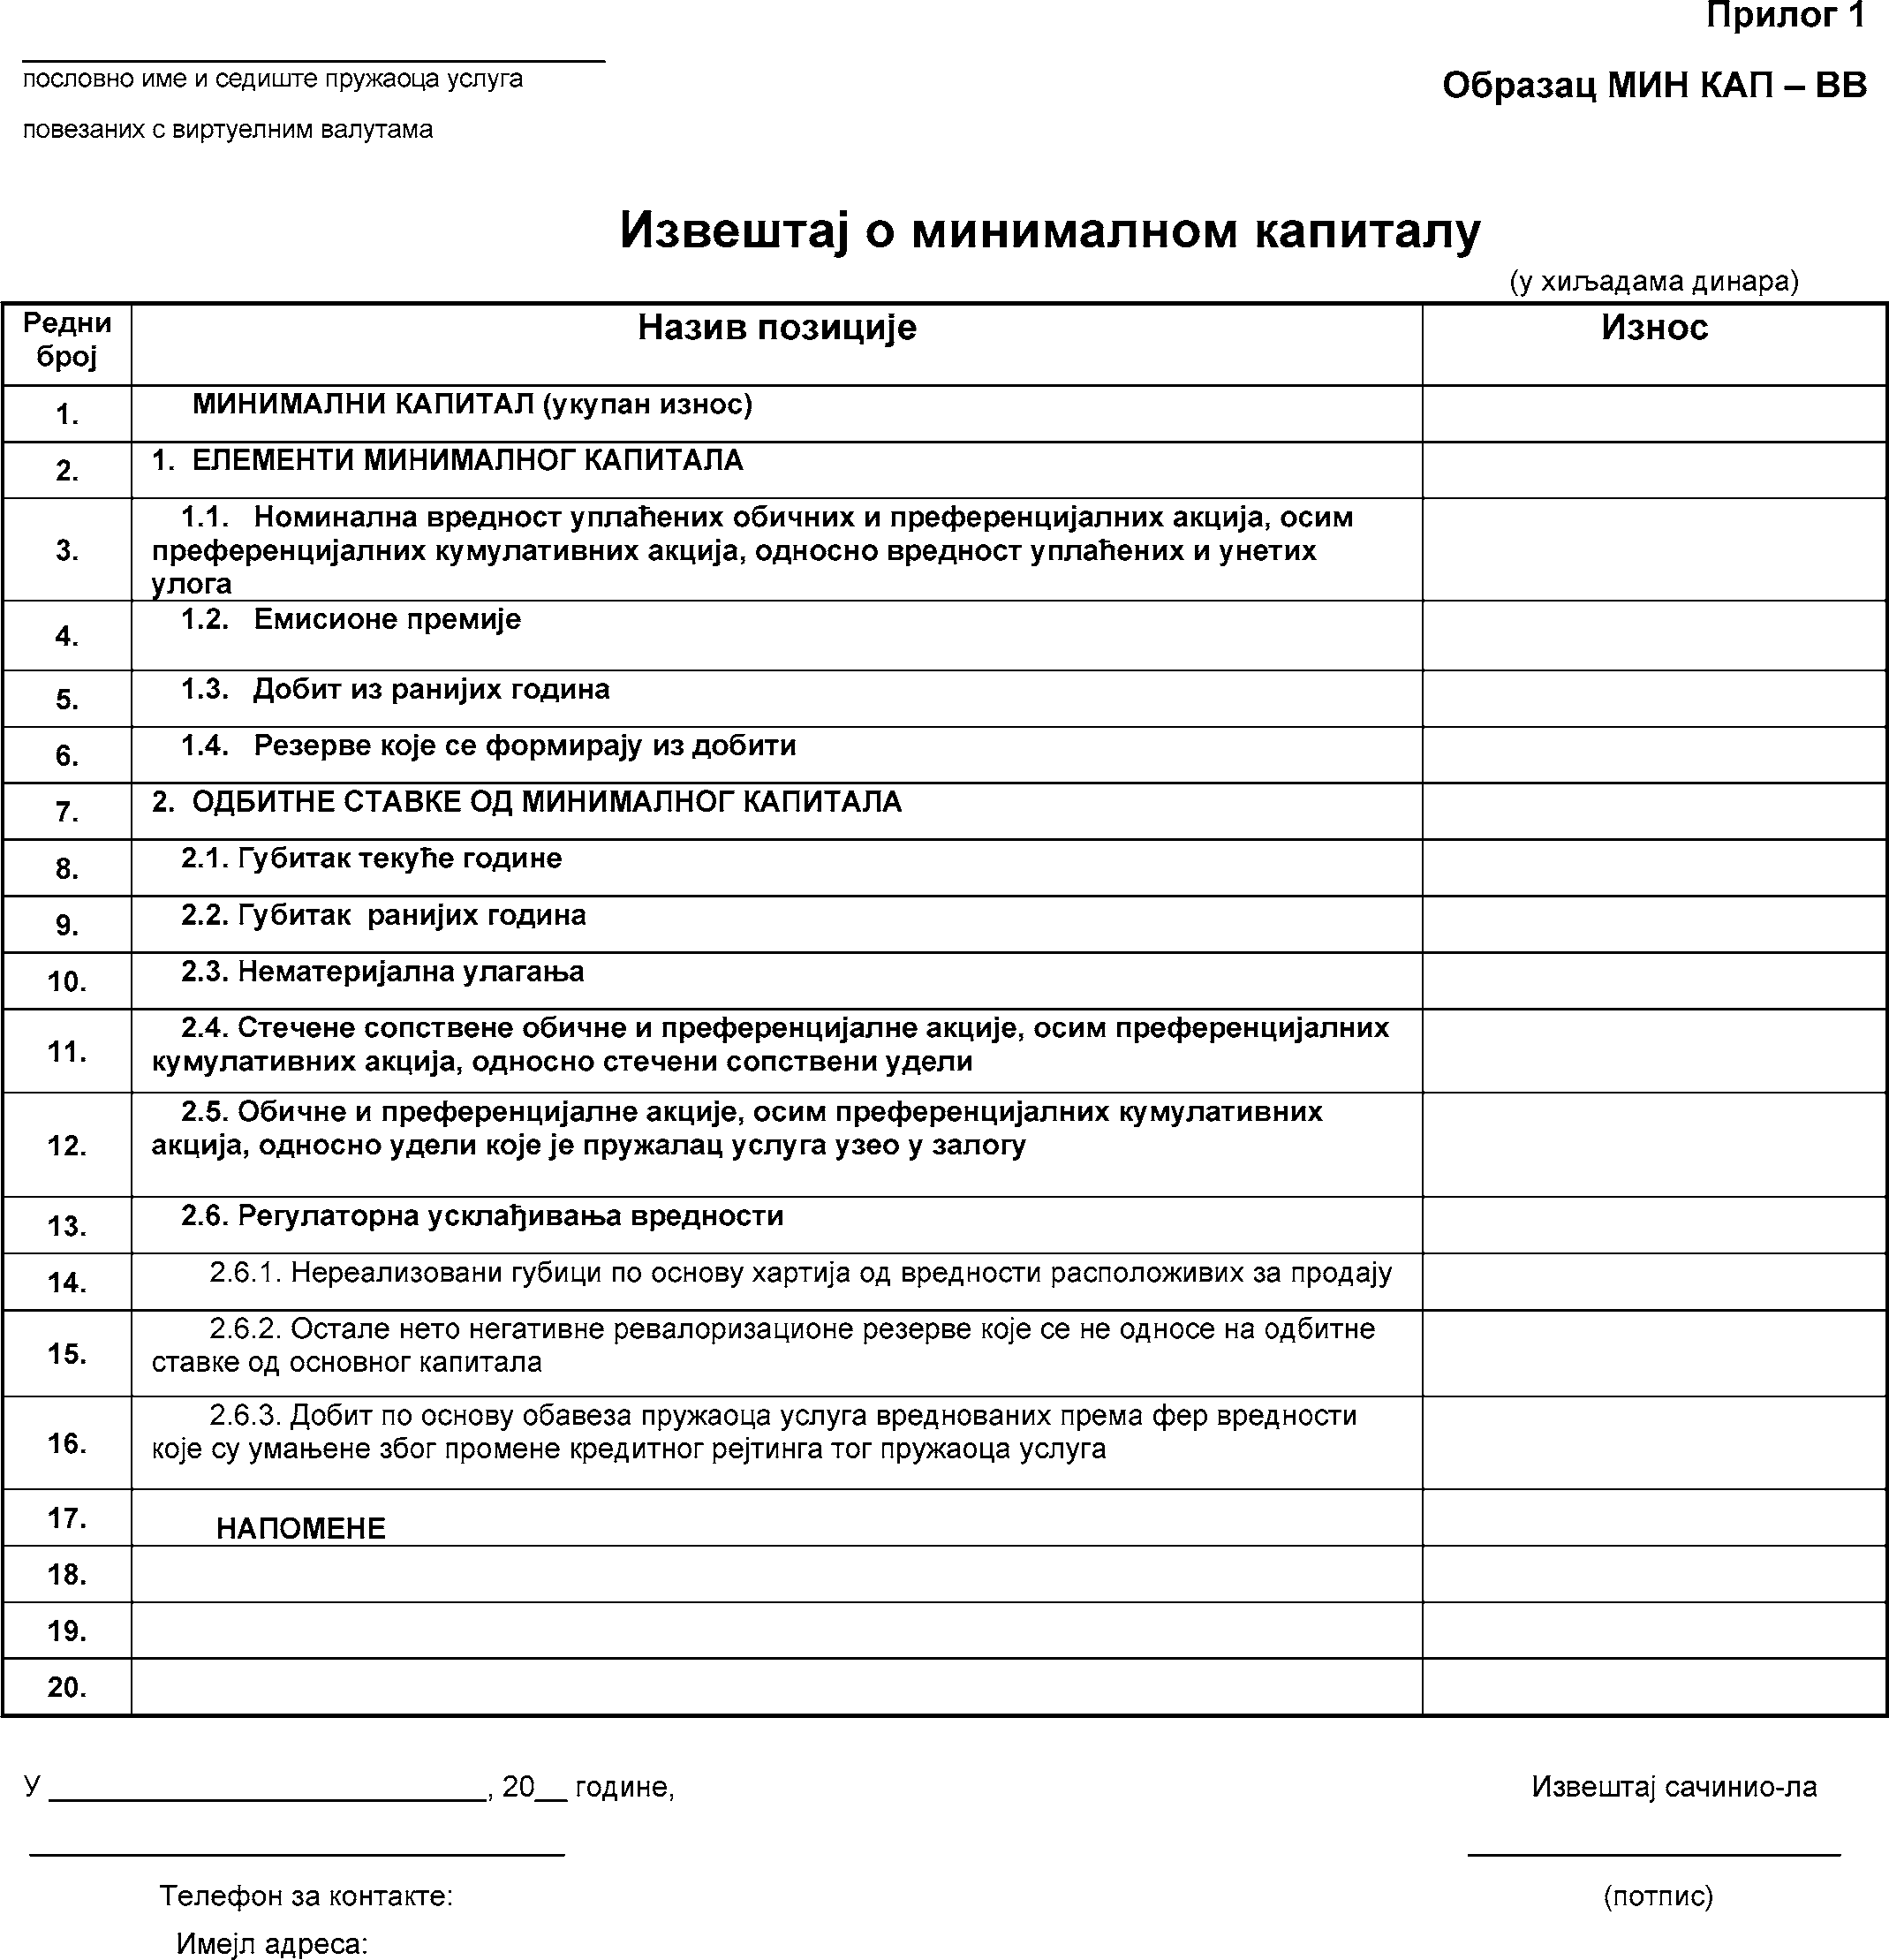 Прилог 1
пословно име и седиште пружаоца услуга
Образац МИН КАП – ВВ
повезаних с виртуелним валутама
Извештај о минималном капиталу
(у хиљадама динара)
Редни број
Назив позиције
Износ
1. МИНИМАЛНИ КАПИТАЛ (укупан износ)
2. 1. ЕЛЕМЕНТИ МИНИМАЛНОГ КАПИТАЛА
3. 1.1. Номинална вредност уплаћених обичних и преференцијалних акција, осим
преференцијалних кумулативних акција, односно вредност уплаћених и унетих
улога
4. 1.2. Емисионе премије
5. 1.3. Добит из ранијих година
6. 1.4. Резерве које се формирају из добити
7. 2. ОДБИТНЕ СТАВКЕ ОД МИНИМАЛНОГ КАПИТАЛА
8. 2.1. Губитак текуће године
9. 2.2. Губитак ранијих година
10. 2.3. Нематеријална улагања
11. 2.4. Стечене сопствене обичне и преференцијалне акције, осим преференцијалних
кумулативних акција, односно стечени сопствени удели
12. 2.5. Обичне и преференцијалне акције, осим преференцијалних кумулативних
акција, односно удели које је пружалац услуга узео у залогу
13. 2.6. Регулаторна усклађивања вредности
14. 2.6.1. Нереализовани губици по основу хартија од вредности расположивих за продају
15. 2.6.2. Остале нето негативне ревалоризационе резерве које се не односе на одбитне
ставке од основног капитала
16. 2.6.3. Добит по основу обавеза пружаоца услуга вреднованих према фер вредности
које су умањене због промене кредитног рејтинга тог пружаоца услуга
17. НАПОМЕНЕ
18.
19.
20.
У ___________________________, 20__ године,
Извештај сачинио-ла
Телефон за контакте:
(потпис)
Имејл адреса: